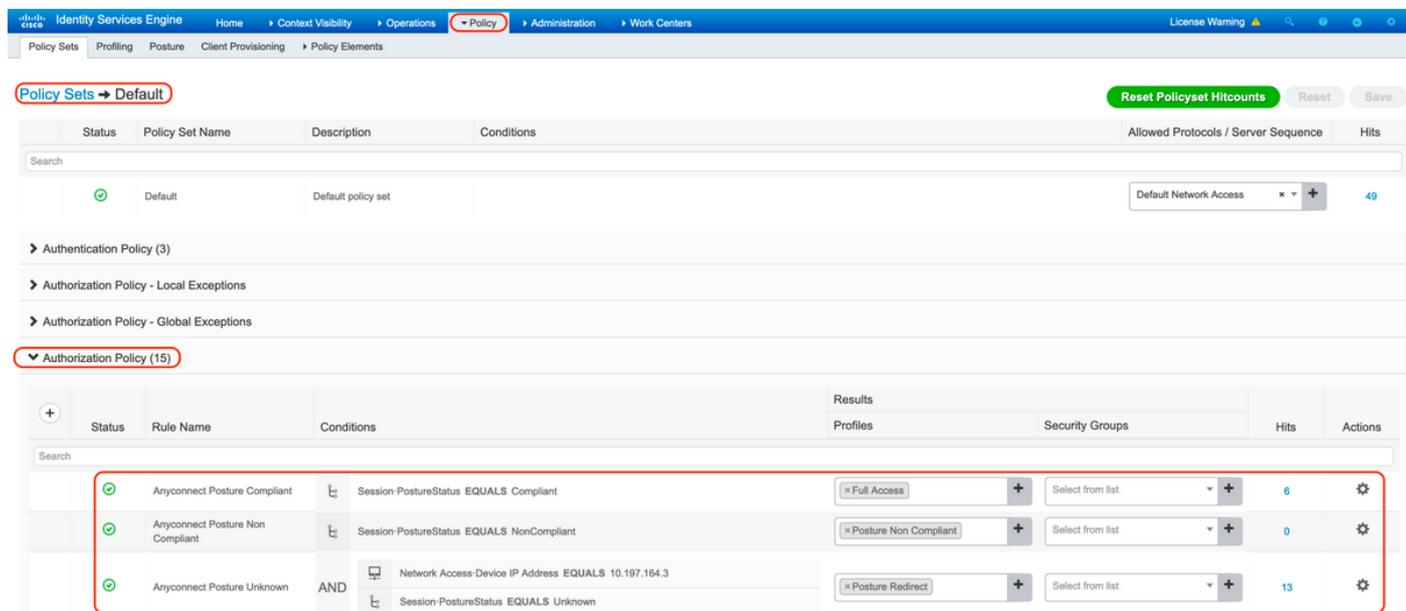 cisco Identity Services Engine Home Context Visibility Operations Policy Administration Work Centers License Warning
Policy Sets Profiling Posture Client Provisioning Policy Elements
Policy Sets → Default
Reset Policyset Hitcounts Reset Save
Status Policy Set Name Description Conditions Allowed Protocols / Server Sequence Hits
Search
Default Default policy set Default Network Access × + 49
Authentication Policy (3)
Authorization Policy - Local Exceptions
Authorization Policy - Global Exceptions
Authorization Policy (15)
Results
+ Status Rule Name Conditions Profiles Security Groups Hits Actions
Search
Anyconnect Posture Compliant Session·PostureStatus EQUALS Compliant ×Full Access + Select from list + 6
Anyconnect Posture Non
Compliant Session·PostureStatus EQUALS NonCompliant ×Posture Non Compliant + Select from list + 0
Network Access·Device IP Address EQUALS 10.197.164.3
Anyconnect Posture Unknown AND ×Posture Redirect + Select from list + 13
Session·PostureStatus EQUALS Unknown